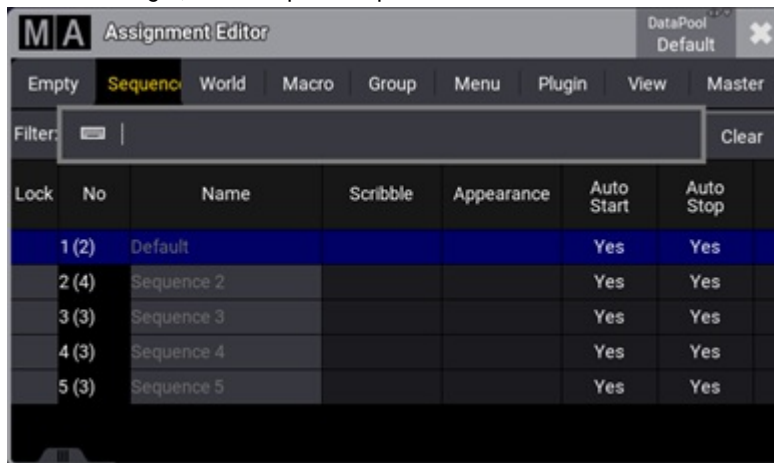 MA Assignment Editor DataPool Default
Empty Sequenc World Macro Group Menu Plugin View Master
Filter: Clear
Lock No Name Scribble Appearance Auto Start Auto Stop
1 (2) Default Yes Yes
2 (4) Sequence 2 Yes Yes
3 (3) Sequence 3 Yes Yes
4 (3) Sequence 4 Yes Yes
5 (3) Sequence 5 Yes Yes